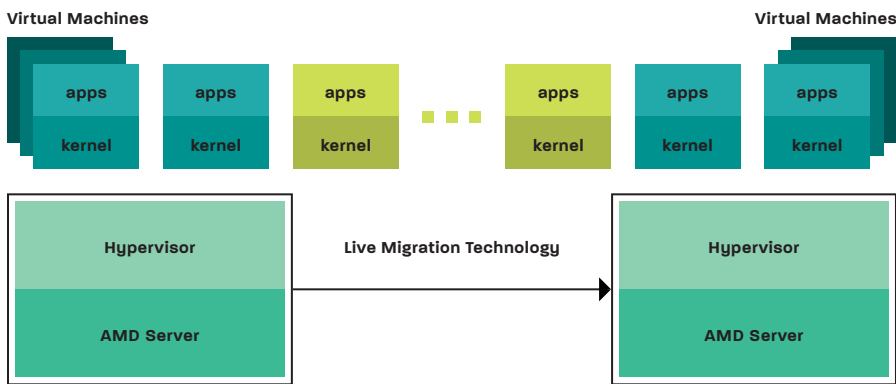 Virtual Machines
Virtual Machines
apps
apps
apps
apps
apps
apps
kernel
kernel
kernel
kernel
kernel
kernel
Hypervisor
Live Migration Technology
Hypervisor
AMD Server
AMD Server